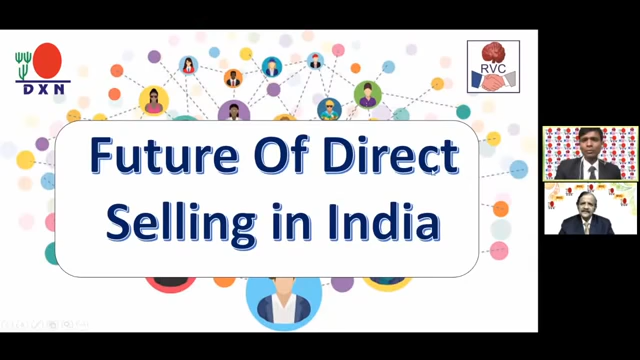 DXN
RVC
Future Of Direct
Selling in India